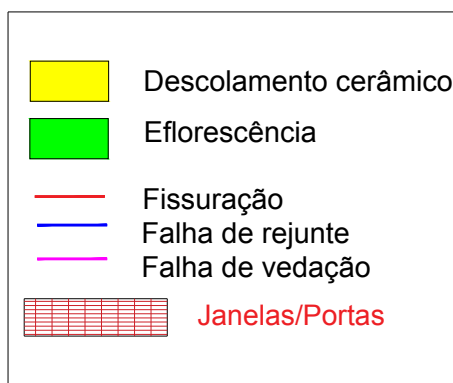 Descolamento cerâmico
Eflorescência
Fissuração
Falha de rejunte
Falha de vedação
Janelas/Portas